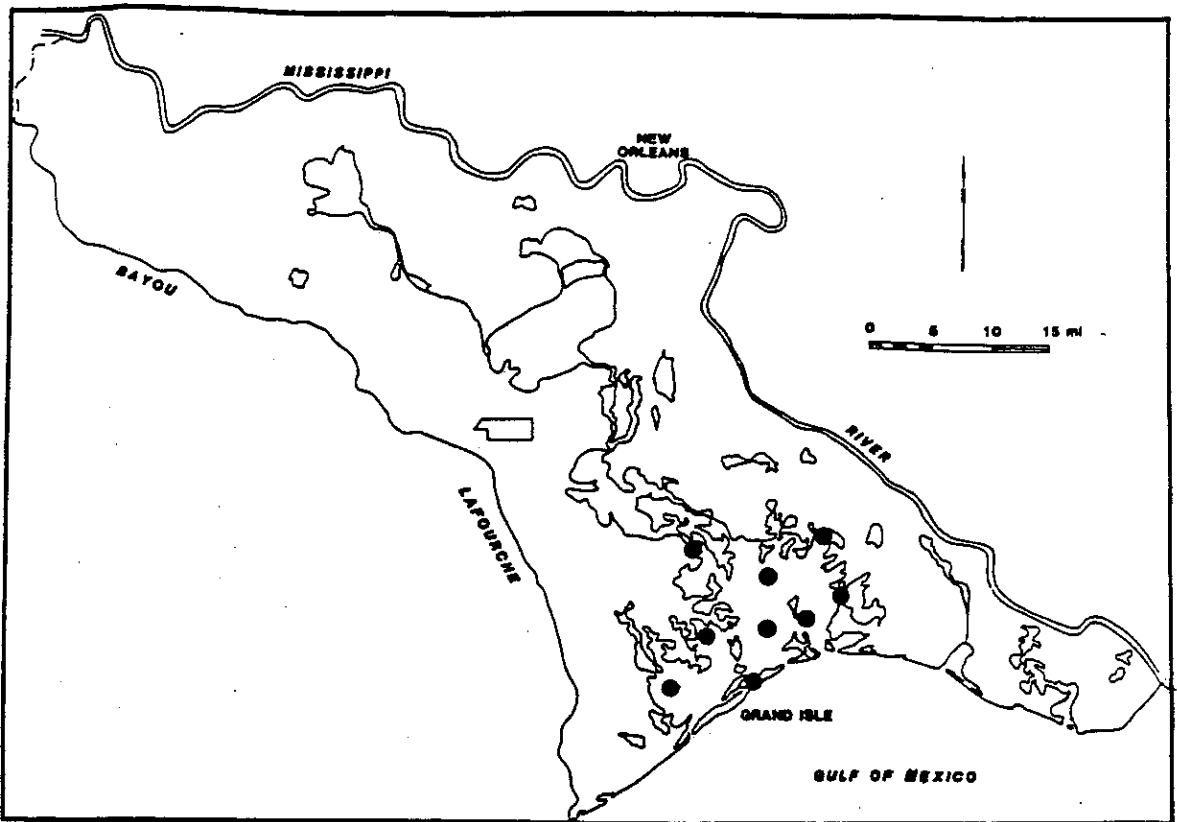 MISSISSIPPI
NEW
ORLEANS
BAYOU
0 5 10 15 mi
RIVER
LAFOURCHE
GRAND ISLE
GULF OF MEXICO